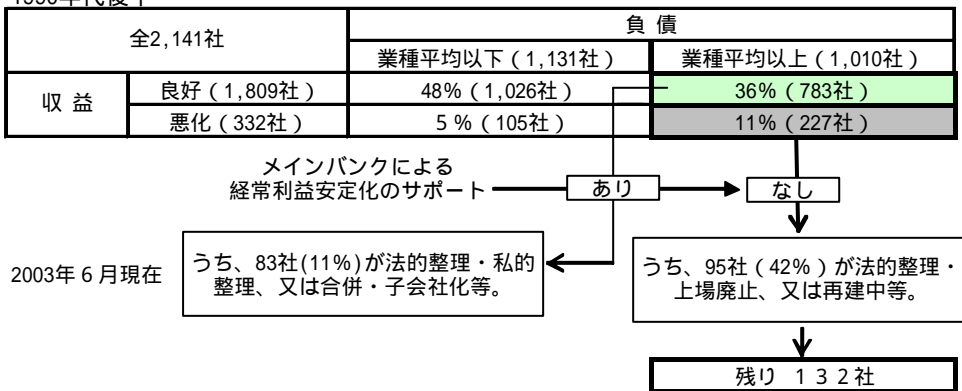 全2,141社
負 債
業種平均以下（1,131社）
業種平均以上（1,010社）
収 益
良好（1,809社）
48%（1,026社）
36%（783社）
悪化（332社）
5 %（105社）
11%（227社）
メインバンクによる
経常利益安定化のサポート
あり
なし
2003年６月現在
うち、83社(11%)が法的整理・私的
整理、又は合併・子会社化等。
うち、95社（42%）が法的整理・
上場廃止、又は再建中等。
残り １３２社